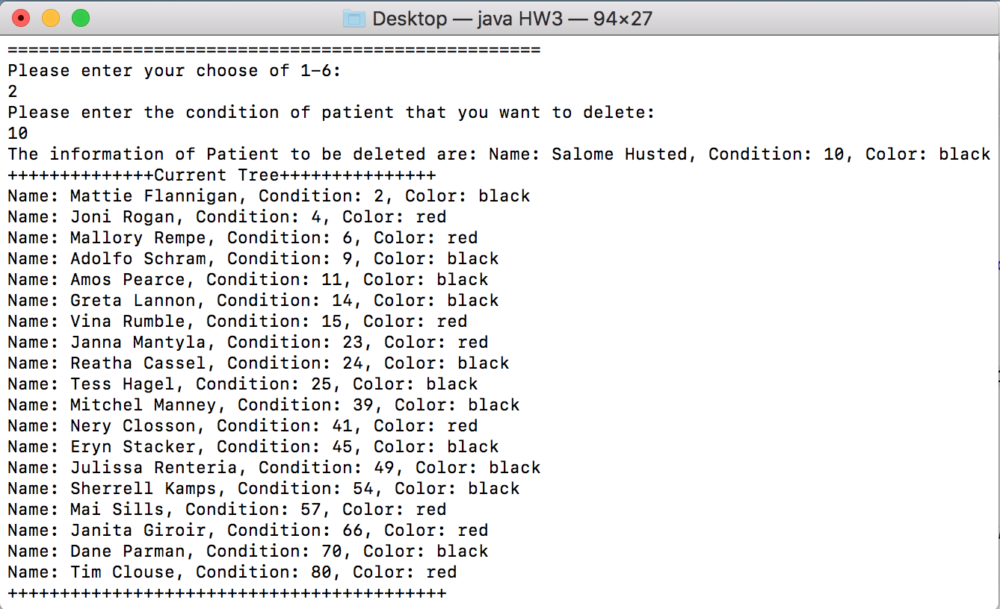 Desktop — java HW3 — 94×27
===================================================
Please enter your choose of 1-6:
2
Please enter the condition of patient that you want to delete:
10
The information of Patient to be deleted are: Name: Salome Husted, Condition: 10, Color: black
++++++++++++++Current Tree+++++++++++++++
Name: Mattie Flannigan, Condition: 2, Color: black
Name: Joni Rogan, Condition: 4, Color: red
Name: Mallory Rempe, Condition: 6, Color: red
Name: Adolfo Schram, Condition: 9, Color: black
Name: Amos Pearce, Condition: 11, Color: black
Name: Greta Lannon, Condition: 14, Color: black
Name: Vina Rumble, Condition: 15, Color: red
Name: Janna Mantyla, Condition: 23, Color: red
Name: Reatha Cassel, Condition: 24, Color: black
Name: Tess Hagel, Condition: 25, Color: black
Name: Mitchel Manney, Condition: 39, Color: black
Name: Nery Closson, Condition: 41, Color: red
Name: Eryn Stacker, Condition: 45, Color: black
Name: Julissa Renteria, Condition: 49, Color: black
Name: Sherrell Kamps, Condition: 54, Color: black
Name: Mai Sills, Condition: 57, Color: red
Name: Janita Giroir, Condition: 66, Color: red
Name: Dane Parman, Condition: 70, Color: black
Name: Tim Clouse, Condition: 80, Color: red
++++++++++++++++++++++++++++++++++++++++++